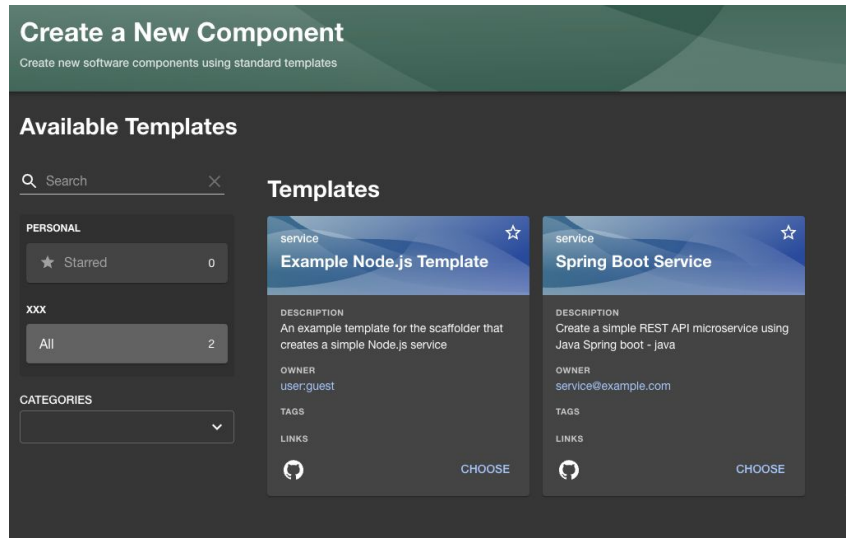 Create a New Component
Create new software components using standard templates
Available Templates
Search
PERSONAL
Starred
0
XXX
All
2
CATEGORIES
Templates
service
Example Node.js Template
DESCRIPTION
An example template for the scaffolder that
creates a simple Node.js service
OWNER
user:guest
TAGS
LINKS
CHOOSE
service
Spring Boot Service
DESCRIPTION
Create a simple REST API microservice using
Java Spring boot - java
OWNER
service@example.com
TAGS
LINKS
CHOOSE